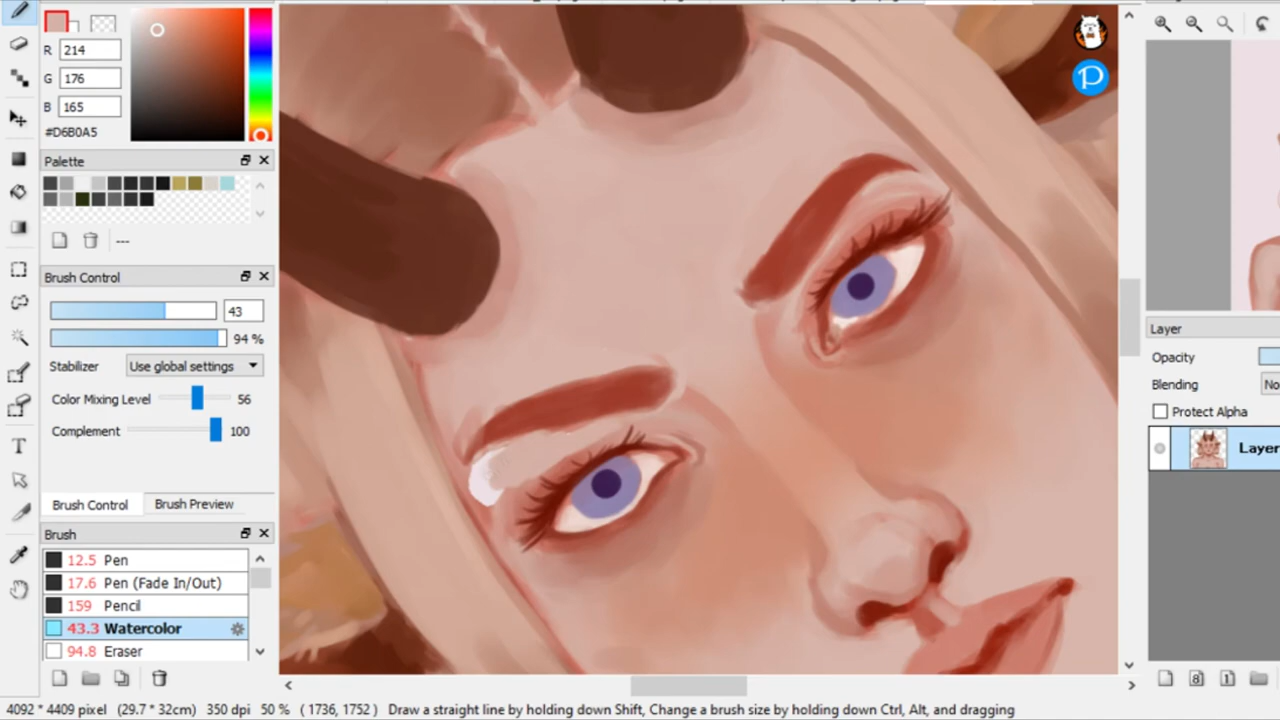 R 214
G 176
B 165
#D6B0A5
Palette
---
Brush Control
43
94 %
Stabilizer Use global settings
Color Mixing Level 56
Complement 100
Brush Control Brush Preview
Brush
12.5 Pen
17.6 Pen (Fade In/Out)
159 Pencil
43.3 Watercolor
94.8 Eraser
P
Layer
Opacity
Blending No
Protect Alpha
Layer
T
8
1
4092 * 4409 pixel (29.7 * 32cm) 350 dpi 50 % ( 1736, 1752 ) Draw a straight line by holding down Shift, Change a brush size by holding down Ctrl, Alt, and dragging